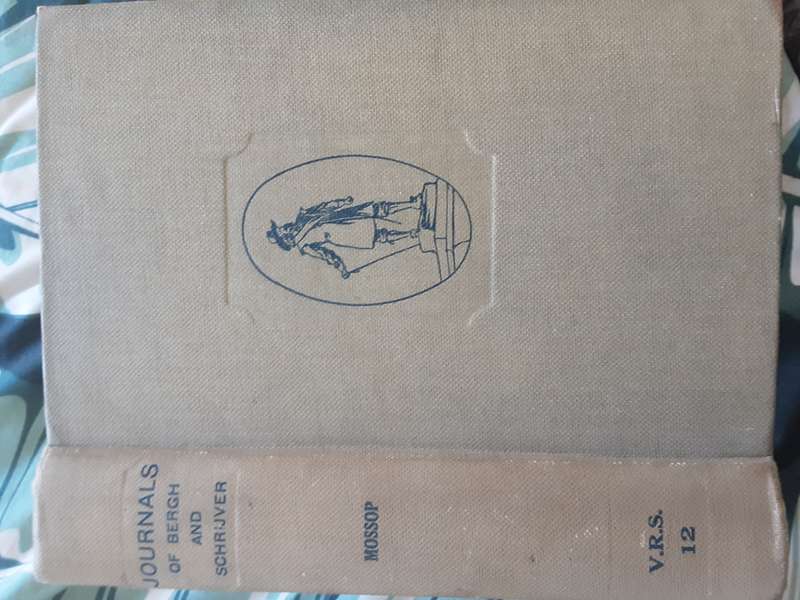 JOURNALS
OF BERGH
AND
SCHRIJVER
MOSSOP
V.R.S.
12